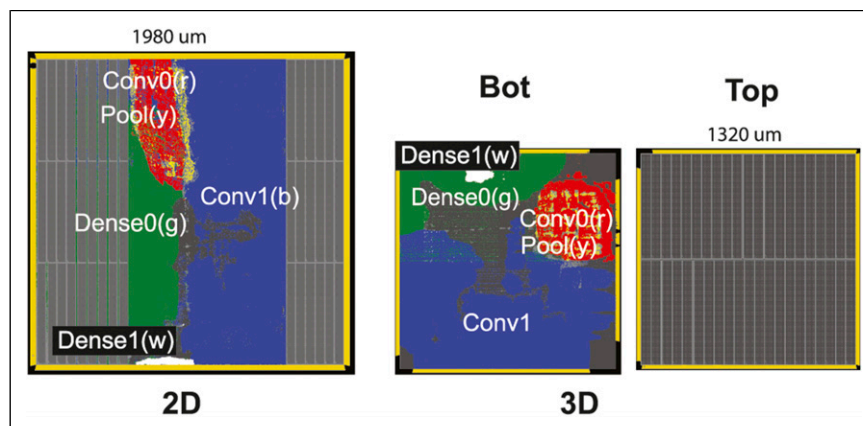 1980 um
Conv0(r)
Pool(y)
Conv1(b)
Dense0(g)
Dense1(w)
2D
Bot
Top
1320 um
Dense1(w)
Dense0(g)
Conv0(r)
Pool(y)
Conv1
3D